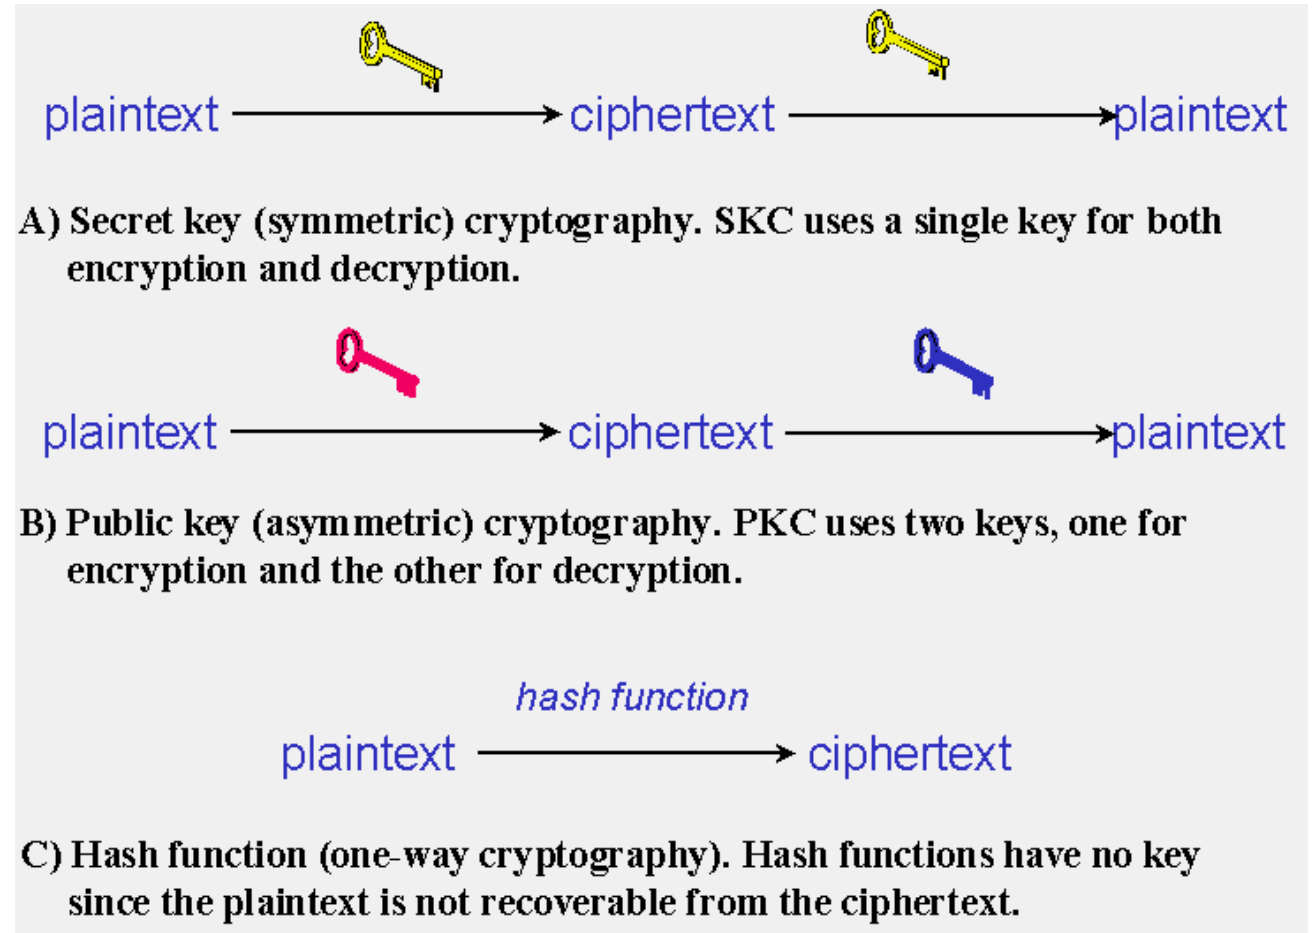 plaintext ciphertext plaintext
A) Secret key (symmetric) cryptography. SKC uses a single key for both
encryption and decryption.
plaintext ciphertext plaintext
B) Public key (asymmetric) cryptography. PKC uses two keys, one for
encryption and the other for decryption.
hash function
plaintext ciphertext
C) Hash function (one-way cryptography). Hash functions have no key
since the plaintext is not recoverable from the ciphertext.